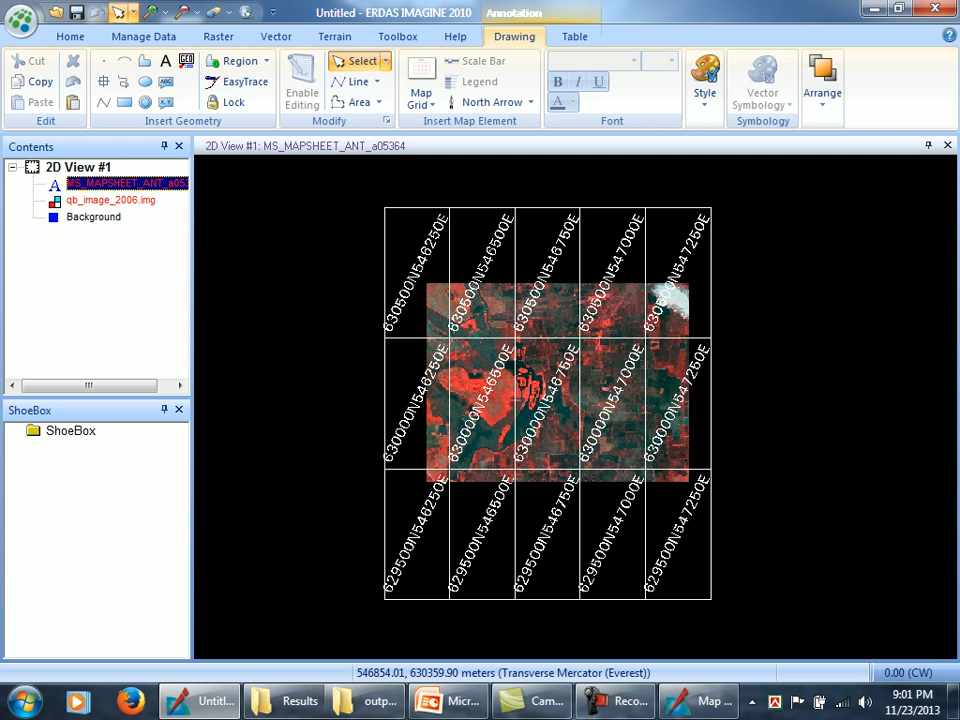 Untitled - ERDAS IMAGINE 2010
Annotation
Home
Manage Data
Raster
Vector
Terrain
Toolbox
Help
Drawing
Table
Cut
Copy
Paste
Edit
A
GEO
ABC
X,Y
Region
EasyTrace
Lock
Insert Geometry
Enable
Editing
Select
Line
Area
Modify
Map
Grid
Scale Bar
Legend
North Arrow
Insert Map Element
B I U
A
Font
Style
Vector
Symbology
Symbology
Arrange
Contents
2D View #1
MS_MAPSHEET_ANT_a053
qb_image_2006.img
Background
ShoeBox
ShoeBox
2D View #1: MS_MAPSHEET_ANT_a05364
630500N546250E
630500N546500E
630500N546750E
630500N547000E
630500N547250E
630000N546250E
630000N546500E
630000N546750E
630000N547000E
630000N547250E
629500N546250E
629500N546500E
629500N546750E
629500N547000E
629500N547250E
546854.01, 630359.90 meters (Transverse Mercator (Everest))
0.00 (CW)
Untitl...
Results
outp...
Micr...
Cam...
Reco...
Map ...
9:01 PM
11/23/2013